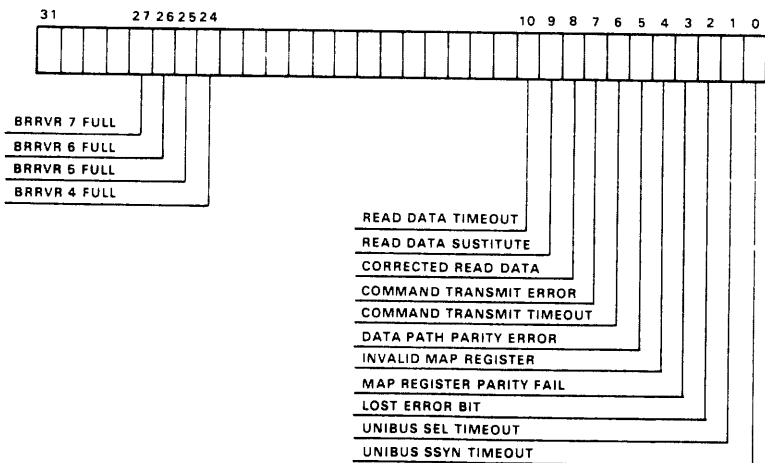 31 27 26 25 24 10 9 8 7 6 5 4 3 2 1 0
BRRVR 7 FULL
BRRVR 6 FULL
BRRVR 5 FULL
BRRVR 4 FULL
READ DATA TIMEOUT
READ DATA SUSTITUTE
CORRECTED READ DATA
COMMAND TRANSMIT ERROR
COMMAND TRANSMIT TIMEOUT
DATA PATH PARITY ERROR
INVALID MAP REGISTER
MAP REGISTER PARITY FAIL
LOST ERROR BIT
UNIBUS SEL TIMEOUT
UNIBUS SSYN TIMEOUT